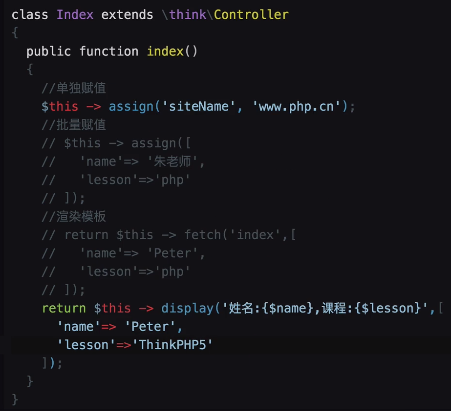 class Index extends \think\Controller
{
  public function index()
  {
    //单独赋值
    $this -> assign('siteName', 'www.php.cn');
    //批量赋值
    // $this -> assign([
    //   'name'=> '朱老师',
    //   'lesson'=>'php'
    // ]);
    //渲染模板
    // return $this -> fetch('index',[
    //   'name'=> 'Peter',
    //   'lesson'=>'php'
    // ]);
    return $this -> display('姓名:{$name},课程:{$lesson}',[
      'name'=> 'Peter',
      'lesson'=>'ThinkPHP5'
    ]);
  }
}